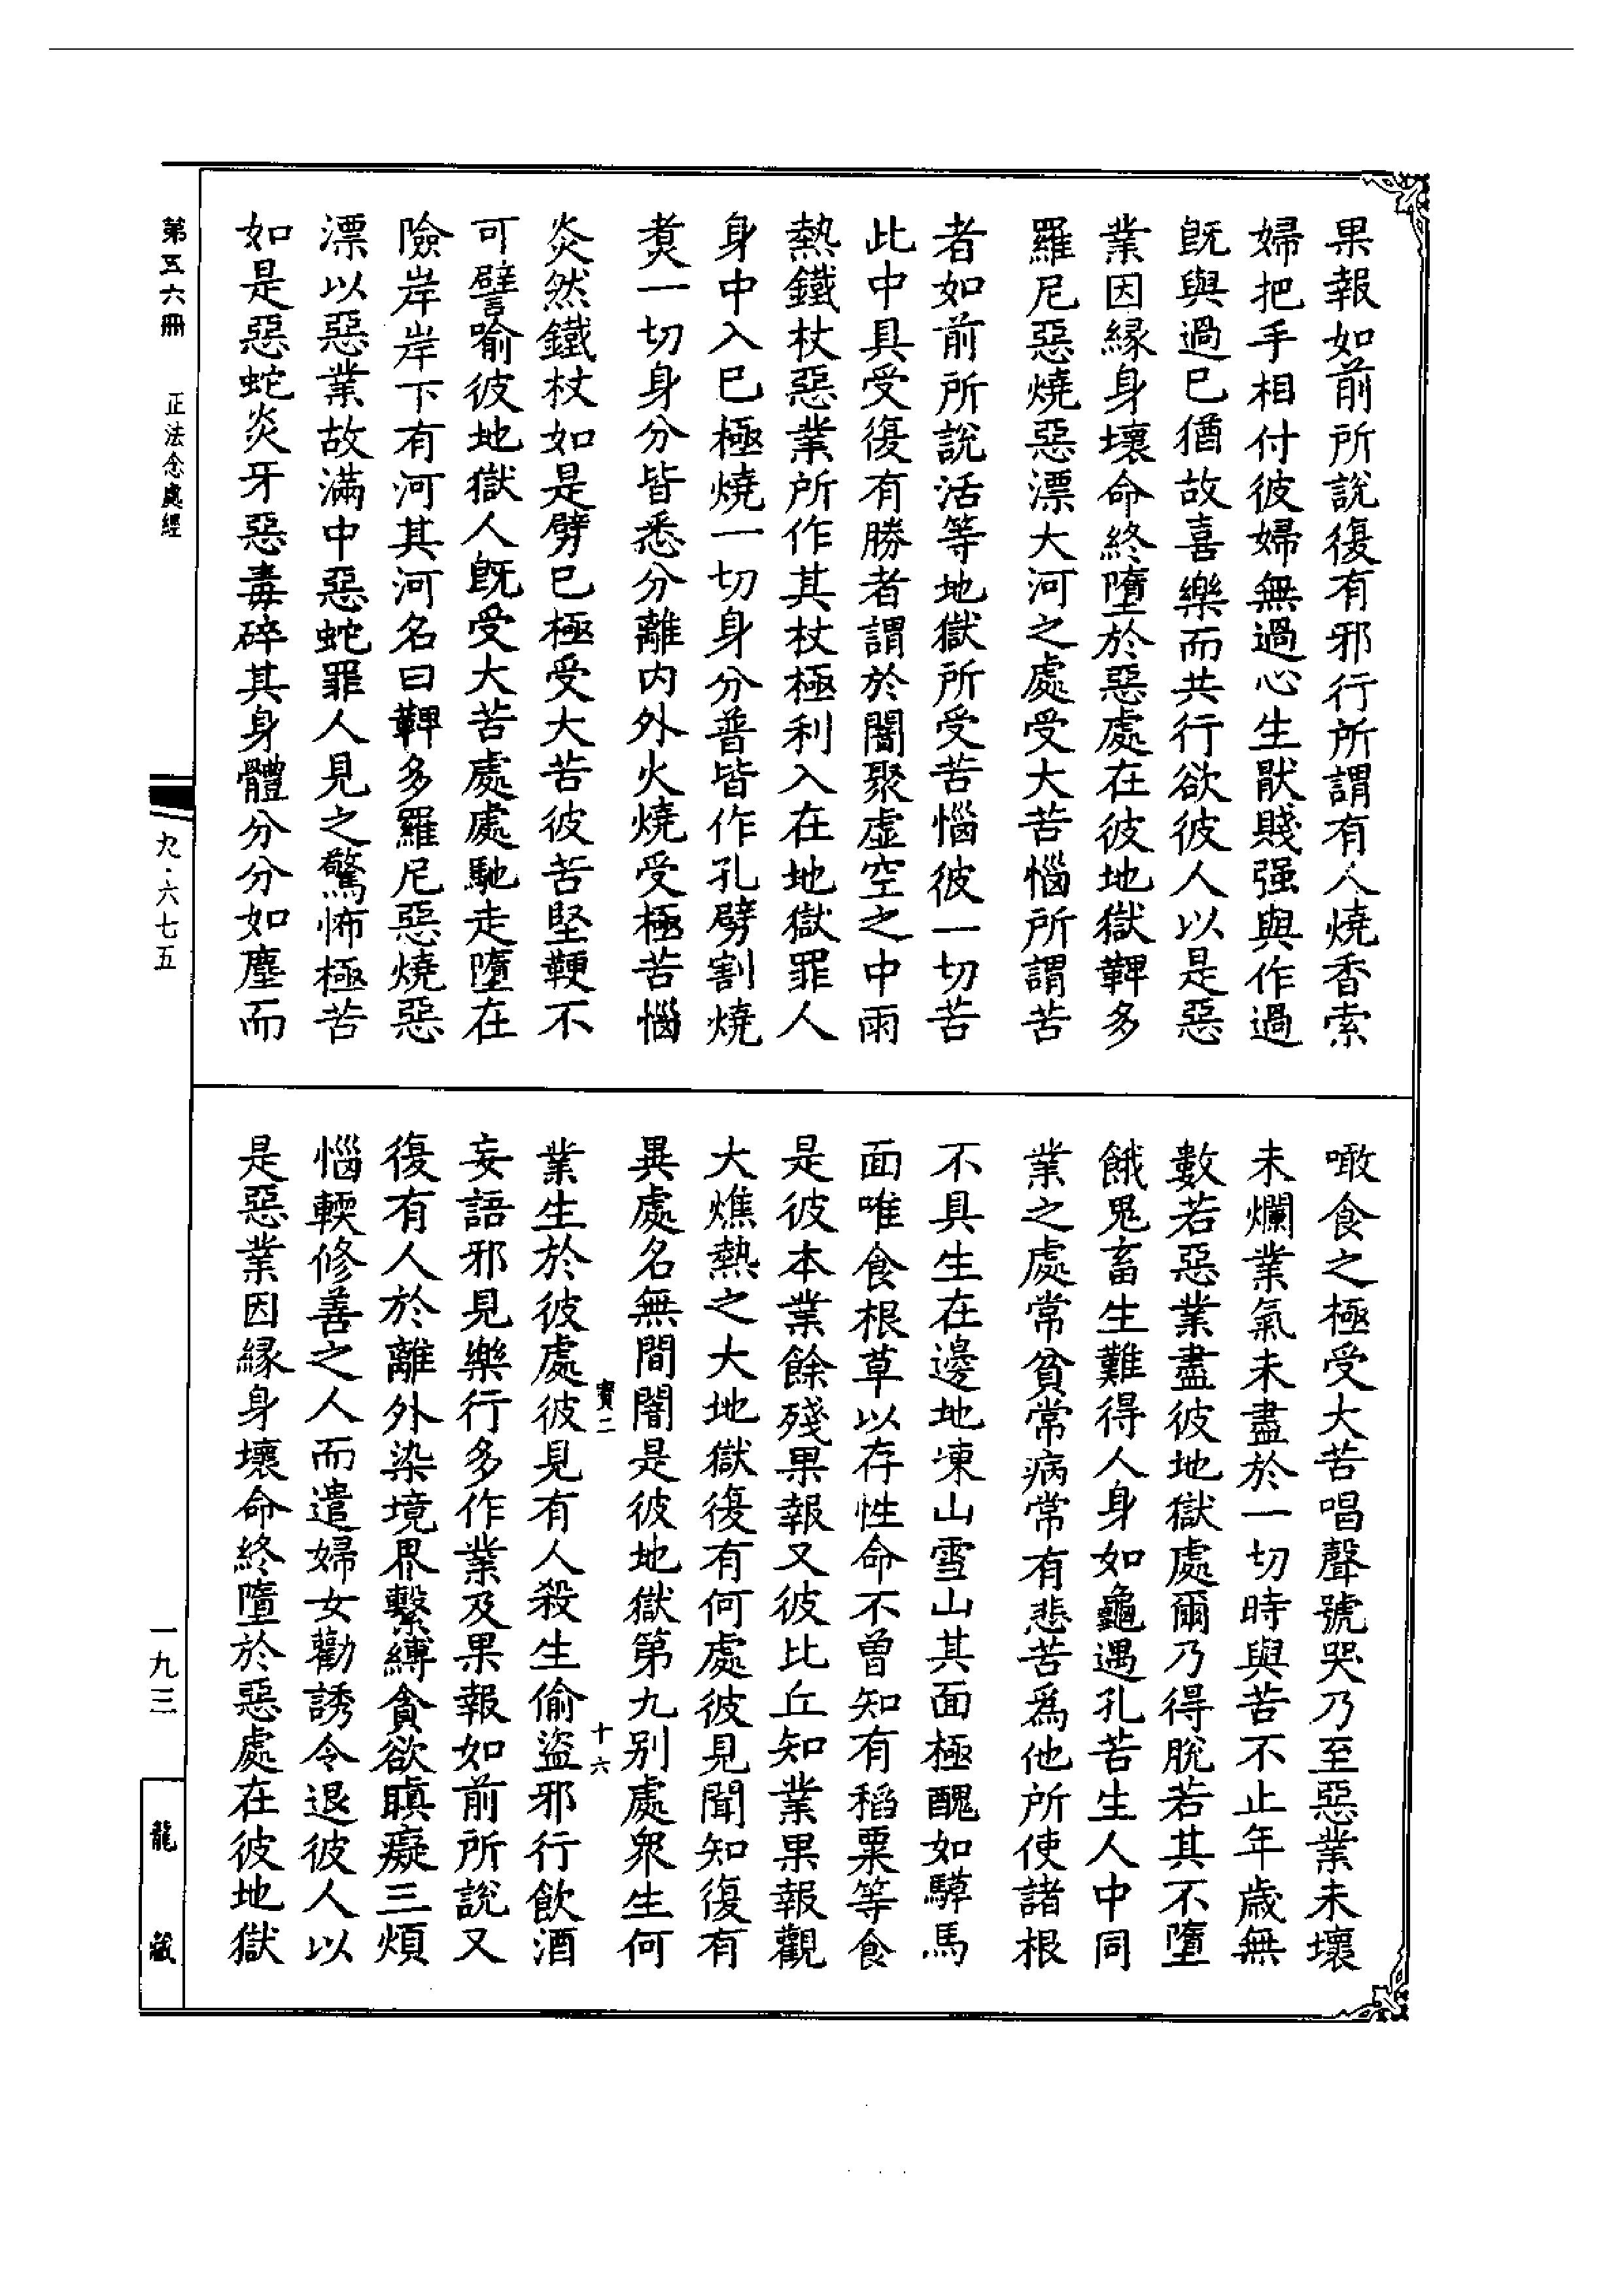 果報如前所說復有邪行所謂有人燒香索
婦把手相付彼婦無過心生猒賤强與作過
旣與過已猶故喜樂而共行欲彼人以是惡
業因緣身壞命終墮於惡處在彼地獄鞞多
羅尼惡燒惡漂大河之處受大苦惱所謂苦
者如前所說活等地獄所受苦惱彼一切苦
此中具受復有勝者謂於闇聚虛空之中雨
熱鐵杖惡業所作其杖極利入在地獄罪人
身中入已極燒一切身分普皆作孔劈割燒
煑一切身分皆悉分離内外火燒受極苦惱
炎然鐵杖如是劈已極受大苦彼苦堅鞕不
可譬喻彼地獄人旣受大苦處處馳走墮在
險岸岸下有河其河名曰鞞多羅尼惡燒惡
漂以惡業故滿中惡蛇罪人見之驚怖極苦
如是惡蛇炎牙惡毒碎其身體分分如塵而
噉食之極受大苦唱聲號哭乃至惡業未壞
未爛業氣未盡於一切時與苦不止年歲無
數若惡業盡彼地獄處爾乃得脫若其不墮
餓鬼畜生難得人身如龜遇孔苦生人中同
業之處常貧常病常有悲苦爲他所使諸根
不具生在邊地凍山雪山其面極醜如驏馬
面唯食根草以存性命不曾知有稻粟等食
是彼本業餘殘果報又彼比丘知業果報觀
大燋熱之大地獄復有何處彼見聞知復有
異處名無間闇是彼地獄第九别處衆生何
業生於彼處彼見有人殺生偷盜邪行飲酒
妄語邪見樂行多作業及果報如前所說又
復有人於離外染境界繫縛貪欲瞋癡三煩
惱輭修善之人而遣婦女勸誘令退彼人以
是惡業因緣身壞命終墮於惡處在彼地獄
寶二
十六
第五六冊
正法念處經
九·六七五
一九三
龍藏